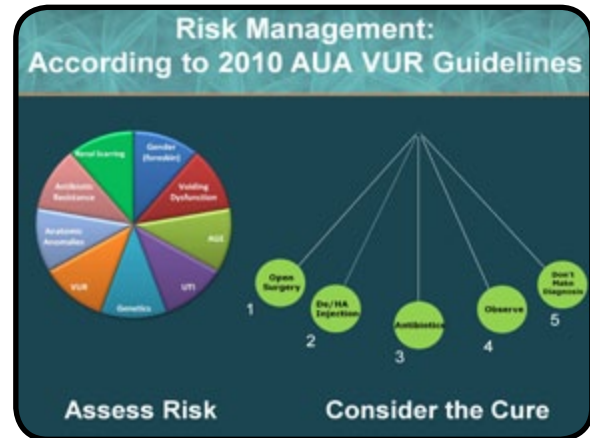 Risk Management:
According to 2010 AUA VUR Guidelines
Renal Scarring
Gender
(foreskin)
Voiding
Dysfunction
AGE
UTI
Genetics
VUR
Anatomic
Anomalies
Antibiotic
Resistance
Open
Surgery
1
Dx/HA
Injection
2
Antibiotics
3
Observe
4
Don't
Make
Diagnosis
5
Assess Risk
Consider the Cure